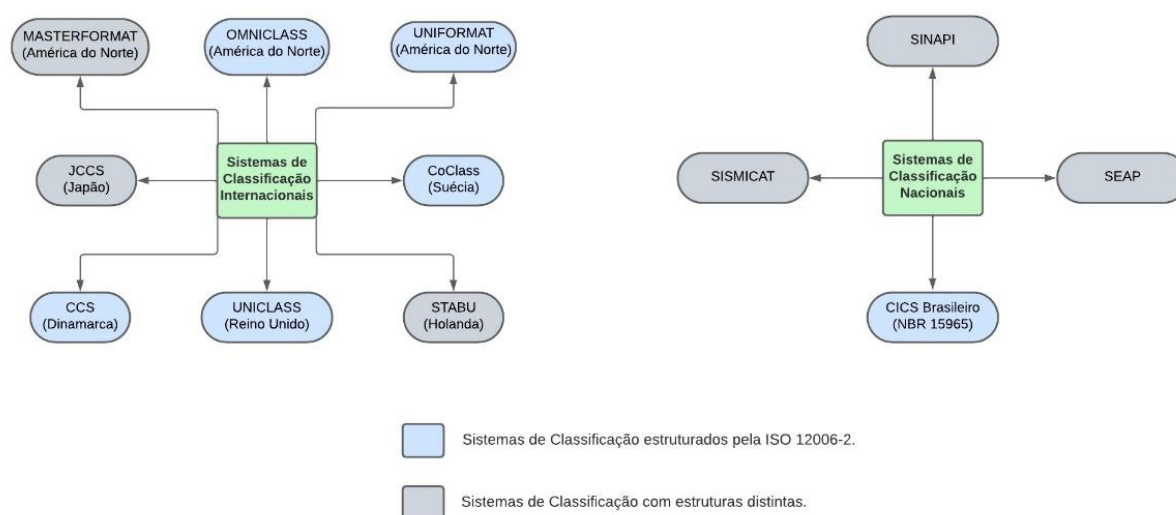 MASTERFORMAT
(América do Norte)
OMNICLASS
(América do Norte)
UNIFORMAT
(América do Norte)
JCCS
(Japão)
Sistemas de
Classificação
Internacionais
CoClass
(Suécia)
CCS
(Dinamarca)
UNICLASS
(Reino Unido)
STABU
(Holanda)
SINAPI
SISMICAT
Sistemas de
Classificação
Nacionais
SEAP
CICS Brasileiro
(NBR 15965)
Sistemas de Classificação estruturados pela ISO 12006-2.
Sistemas de Classificação com estruturas distintas.